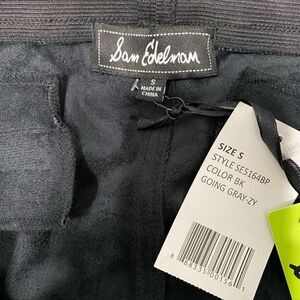 Sam Edelman
S
MADE IN
CHINA
SIZE S
STYLE SE5164BP
COLOR BK
GOING GRAY-ZY